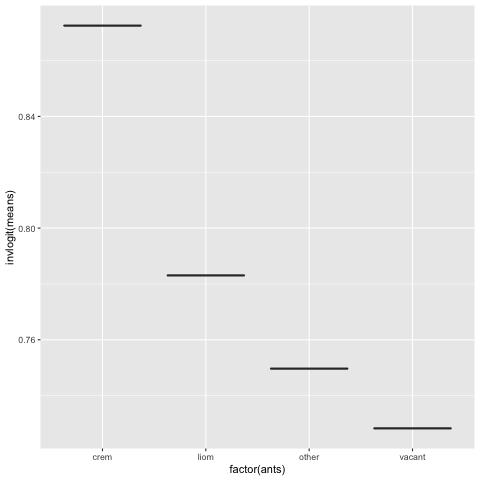 invlogit(means)
0.84
0.80
0.76
crem liom other vacant
factor(ants)